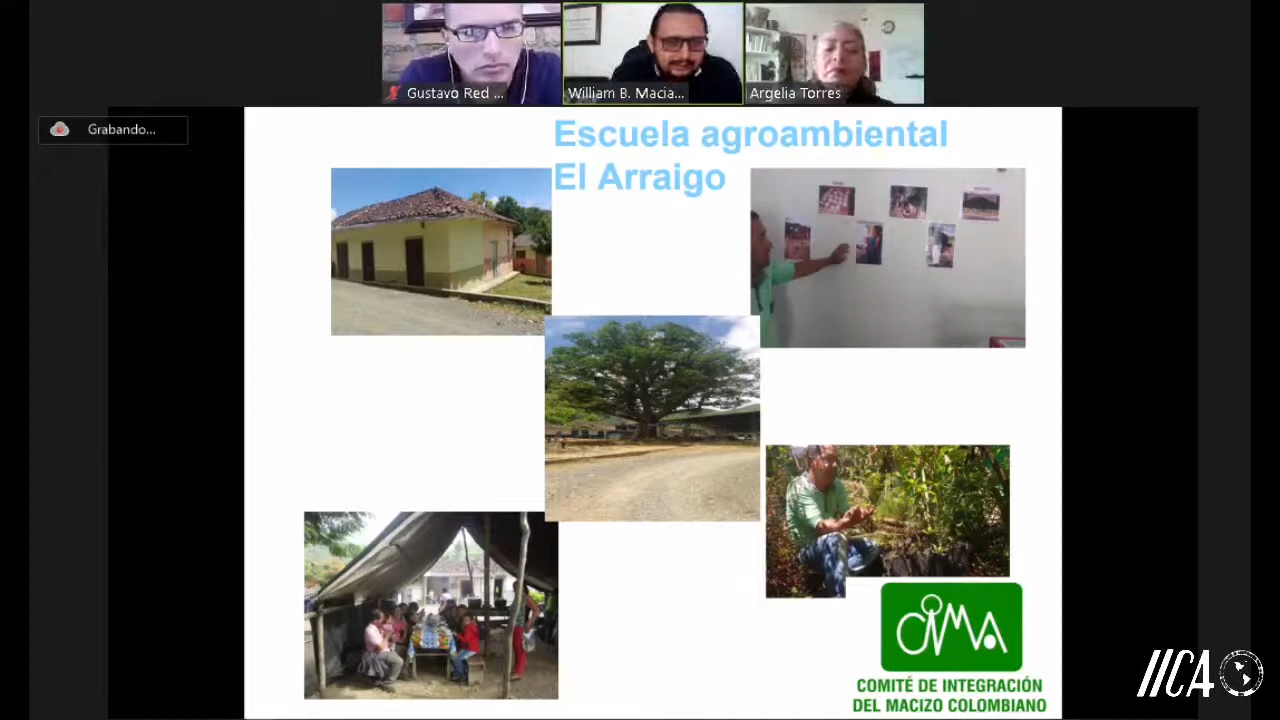 Gustavo Red ...
William B. Macia...
Argelia Torres
Grabando...
Escuela agroambiental
El Arraigo
CIMA
COMITÉ DE INTEGRACIÓN
DEL MACIZO COLOMBIANO
IICA